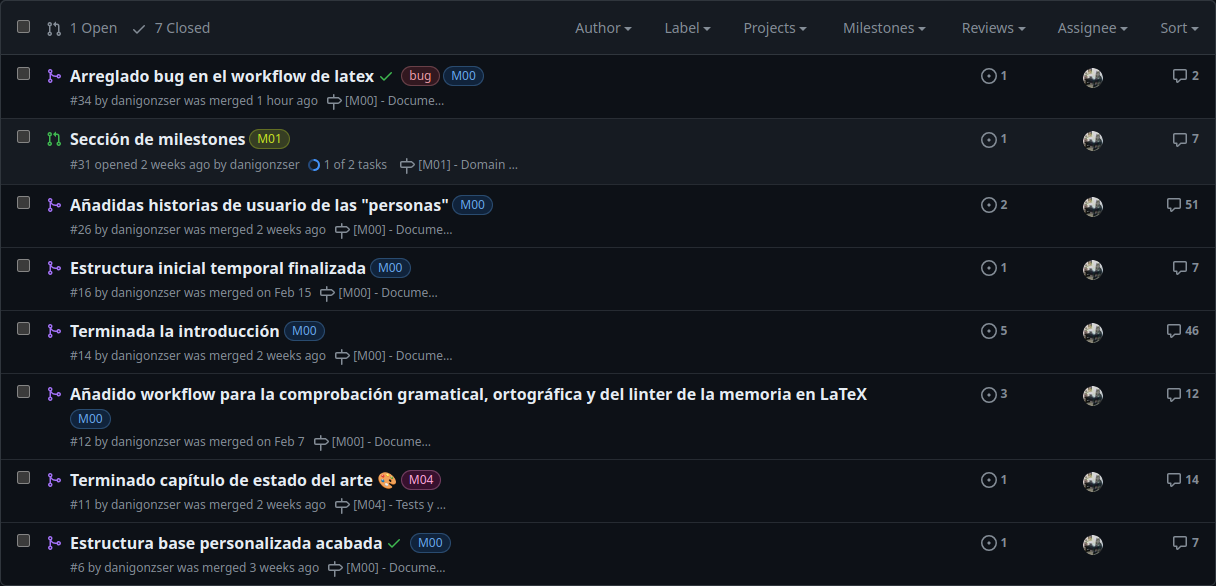 1 Open 7 Closed Author Label Projects Milestones Reviews Assignee Sort
Arreglado bug en el workflow de latex bug M00 1 2
#34 by danigonzser was merged 1 hour ago [M00] - Docume...
Sección de milestones M01 1 7
#31 opened 2 weeks ago by danigonzser 1 of 2 tasks [M01] - Domain ...
Añadidas historias de usuario de las "personas" M00 2 51
#26 by danigonzser was merged 2 weeks ago [M00] - Docume...
Estructura inicial temporal finalizada M00 1 7
#16 by danigonzser was merged on Feb 15 [M00] - Docume...
Terminada la introducción M00 5 46
#14 by danigonzser was merged 2 weeks ago [M00] - Docume...
Añadido workflow para la comprobación gramatical, ortográfica y del linter de la memoria en LaTeX 3 12
M00
#12 by danigonzser was merged on Feb 7 [M00] - Docume...
Terminado capítulo de estado del arte 🎨 M04 1 14
#11 by danigonzser was merged 2 weeks ago [M04] - Tests y ...
Estructura base personalizada acabada M00 1 7
#6 by danigonzser was merged 3 weeks ago [M00] - Docume...